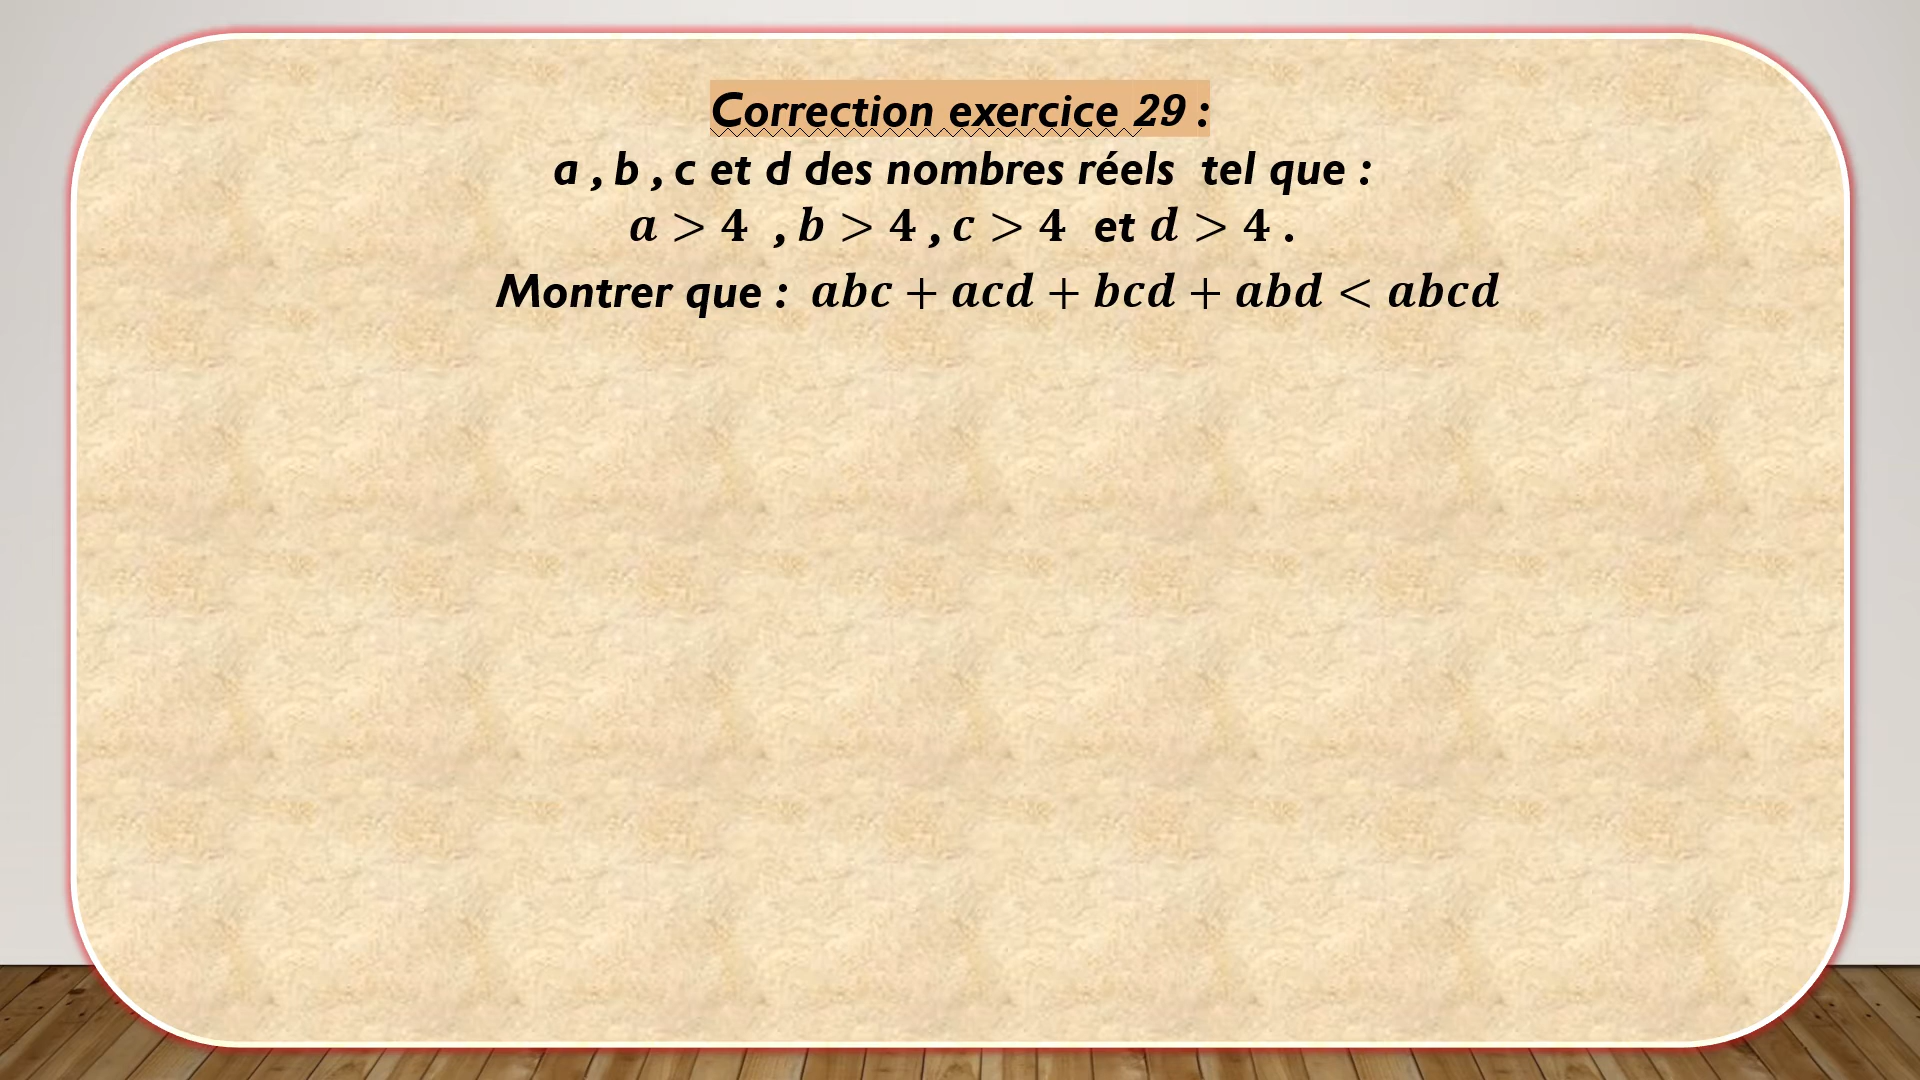 Correction exercice 29 :
a , b , c et d des nombres réels tel que :
a > 4 , b > 4 , c > 4 et d > 4 .
Montrer que : abc + acd + bcd + abd < abcd